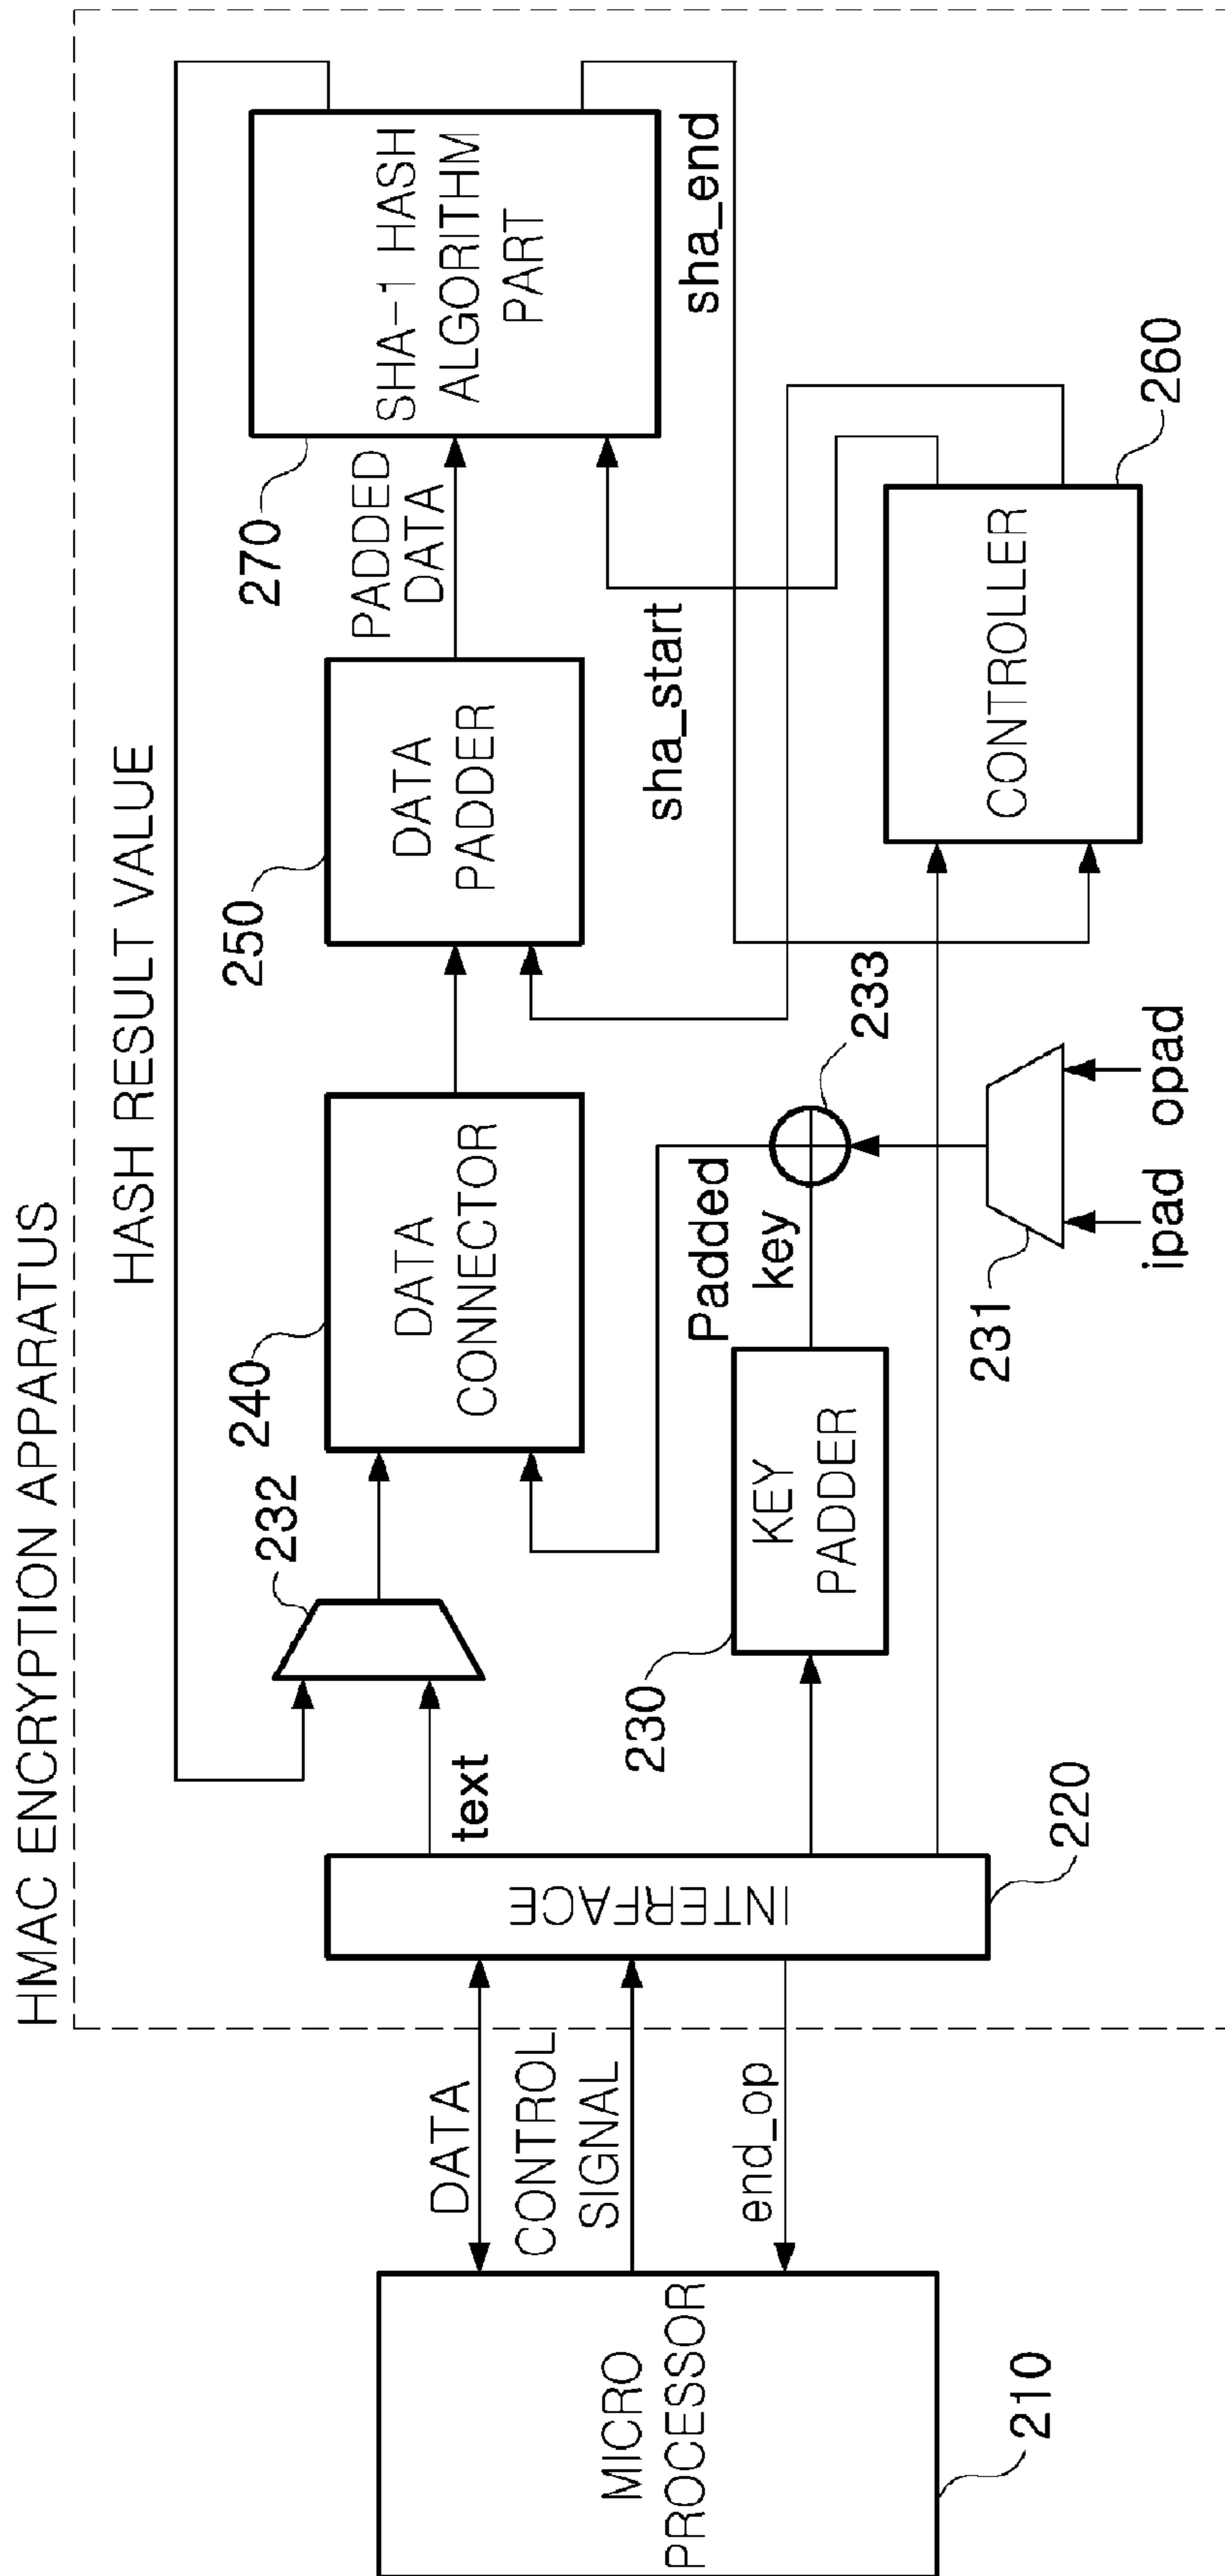 HMAC ENCRYPTION APPARATUS
HASH RESULT VALUE
MICRO
PROCESSOR
210
DATA
CONTROL
SIGNAL
end_op
INTERFACE
220
text
232
230
KEY
PADDER
Padded
key
231
ipad opad
233
240
DATA
CONNECTOR
250
DATA
PADDER
PADDED
DATA
270
SHA-1 HASH
ALGORITHM
PART
sha_start
sha_end
CONTROLLER
260